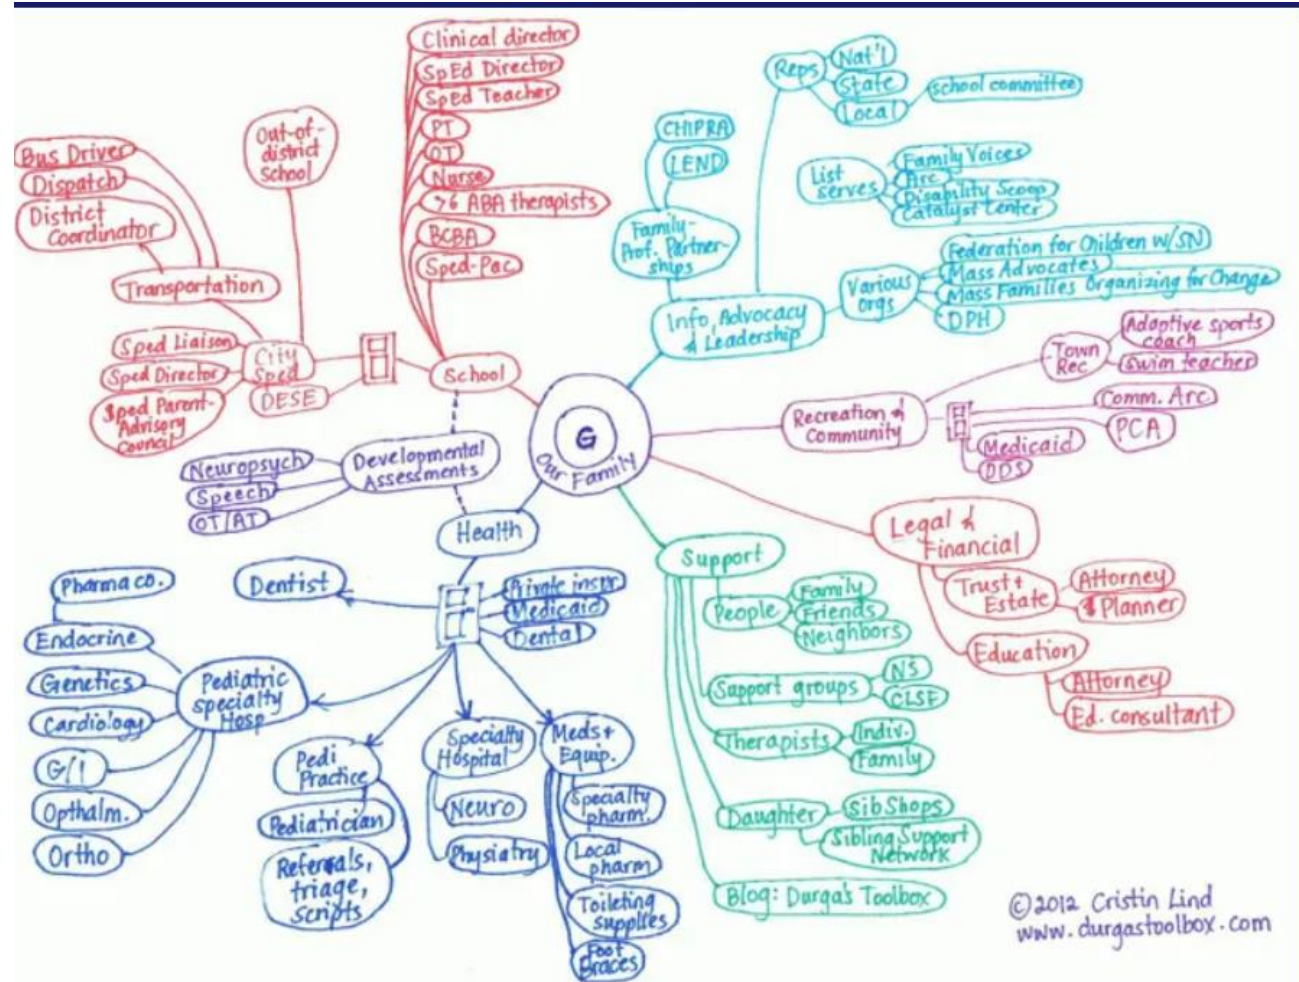 Clinical director
SpEd Director
SpEd Teacher
PT
OT
Nurse
>6 ABA therapists
BCBA
Sped-Pac
School
Out-of-
district
School
Bus Driver
Dispatch
District
Coordinator
Transportation
Sped Liaison
Sped Director
Sped Parent-
Advisory
Council
City
Sped
DESE
Reps
Nat'l
State
Local
school committee
CHIPRA
LEND
Family-
Prof. Partner-
ships
List
serves
Family Voices
Arc
Disability Scoop
Catalyst Center
Various
orgs
Federation for Children w/SN
Mass Advocates
Mass Families Organizing for Change
DPH
Info, Advocacy
& Leadership
Town
Rec
Adaptive sports
coach
Swim teacher
Recreation &
Community
Comm. Arc
PCA
Medicaid
DDS
G
Our Family
Developmental
Assessments
Neuropsych
Speech
OT/AT
Health
Dentist
Private insur.
Medicaid
Dental
Pharma co.
Endocrine
Genetics
Cardiology
G/I
Opthalm.
Ortho
Pediatric
specialty
Hosp
Pedi
Practice
Pediatrician
Referrals,
triage,
scripts
Specialty
Hospital
Neuro
Physiatry
Meds +
Equip.
Specialty
pharm.
Local
pharm
Toileting
supplies
Foot
Braces
Support
People
Family
Friends
Neighbors
Support groups
NS
CLSF
Therapists
Indiv.
Family
Daughter
SibShops
Sibling Support
Network
Blog: Durga's Toolbox
Legal &
Financial
Trust +
Estate
Attorney
$ Planner
Education
Attorney
Ed. consultant
©2012 Cristin Lind
www.durgastoolbox.com